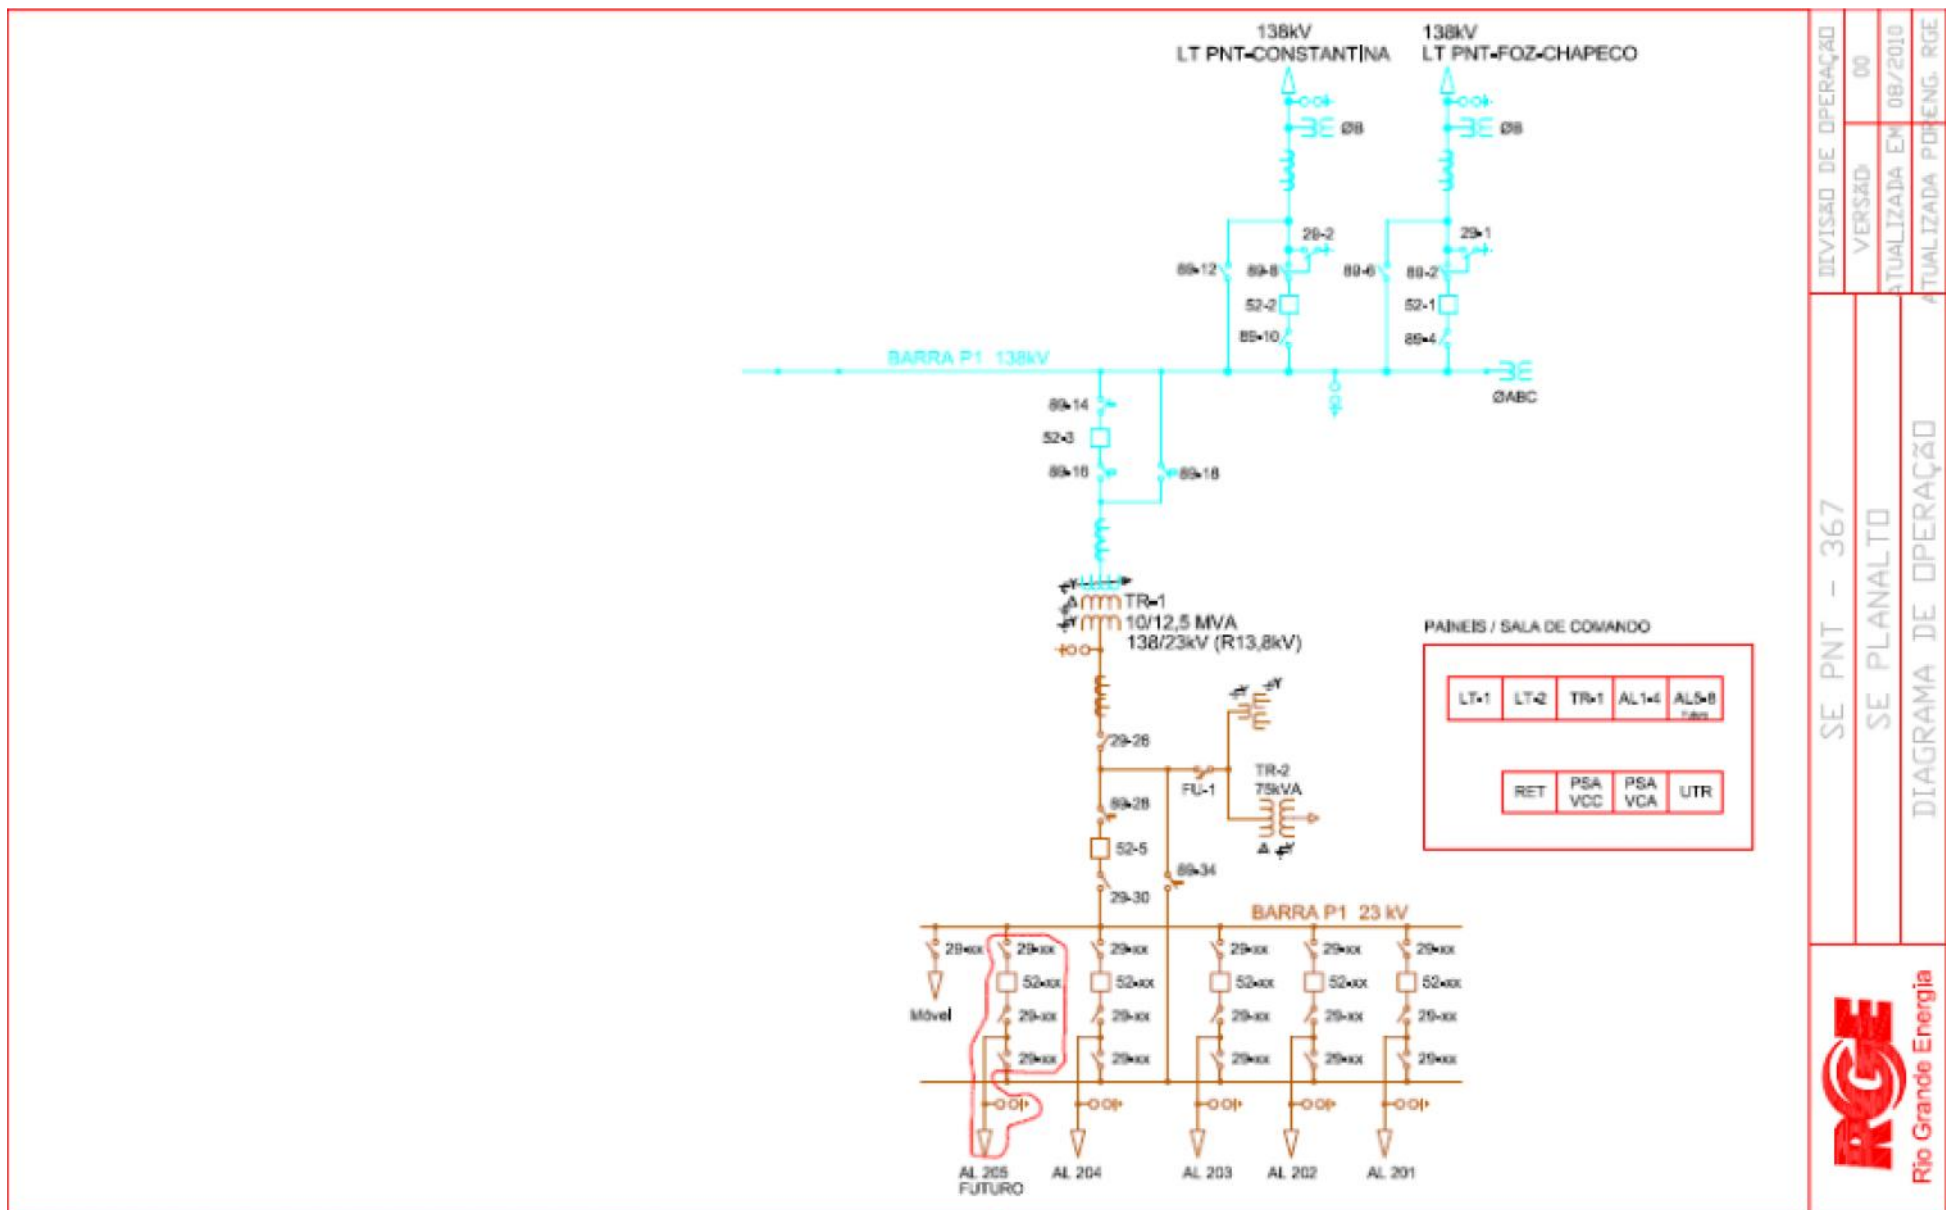 138kV
LT PNT-CONSTANTINA
138kV
LT PNT-FOZ-CHAPECO
ØB
ØB
29-2
29-1
89-12
89-8
89-6
89-2
52-2
52-1
89-10
89-4
BARRA P1 138kV
ØABC
89-14
52-3
89-16
89-18
TR-1
10/12,5 MVA
138/23kV (R13,8kV)
29-26
FU-1
TR-2
75kVA
89-28
52-5
89-34
29-30
BARRA P1 23 kV
29-xx
29-xx
29-xx
29-xx
29-xx
29-xx
52-xx
52-xx
52-xx
52-xx
52-xx
Móvel
29-xx
29-xx
29-xx
29-xx
29-xx
29-xx
29-xx
29-xx
29-xx
29-xx
AL 205
FUTURO
AL 204
AL 203
AL 202
AL 201
PAINEIS / SALA DE COMANDO
LT-1
LT-2
TR-1
AL1-4
AL5-8
RET
PSA
VCC
PSA
VCA
UTR
DIVISÃO DE OPERAÇÃO
VERSÃO:
00
ATUALIZADA EM
08/2010
ATUALIZADA POR
ENG. RGE
SE PNT - 367
SE PLANALTO
DIAGRAMA DE OPERAÇÃO
RGE
Rio Grande Energia